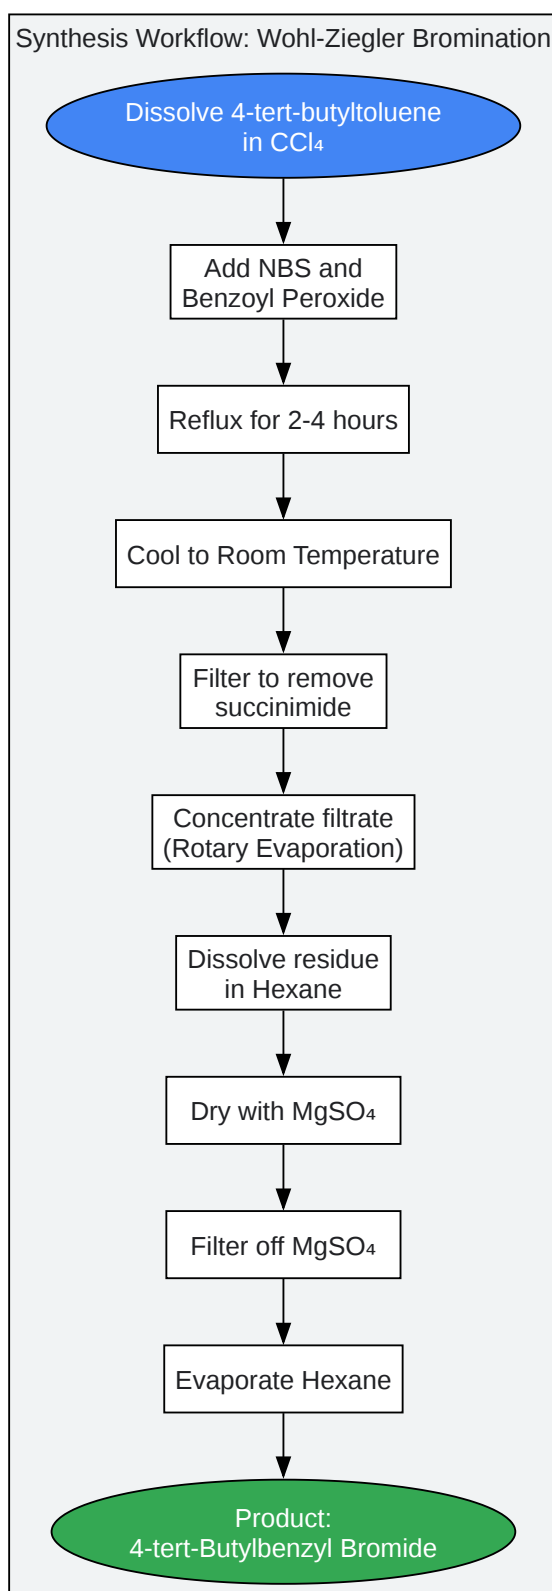 Synthesis Workflow: Wohl-Ziegler Bromination
Dissolve 4-tert-butyltoluene
in CCl₄
Add NBS and
Benzoyl Peroxide
Reflux for 2-4 hours
Cool to Room Temperature
Filter to remove
succinimide
Concentrate filtrate
(Rotary Evaporation)
Dissolve residue
in Hexane
Dry with MgSO₄
Filter off MgSO₄
Evaporate Hexane
Product:
4-tert-Butylbenzyl Bromide